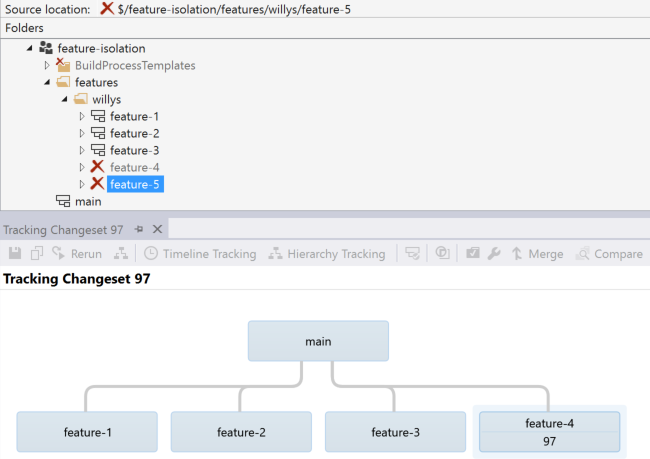 Source location: $/feature-isolation/features/willys/feature-5
Folders
feature-isolation
BuildProcessTemplates
features
willys
feature-1
feature-2
feature-3
feature-4
feature-5
main
Tracking Changeset 97
Rerun Timeline Tracking Hierarchy Tracking Merge Compare
Tracking Changeset 97
main
feature-1 feature-2 feature-3 feature-4
97